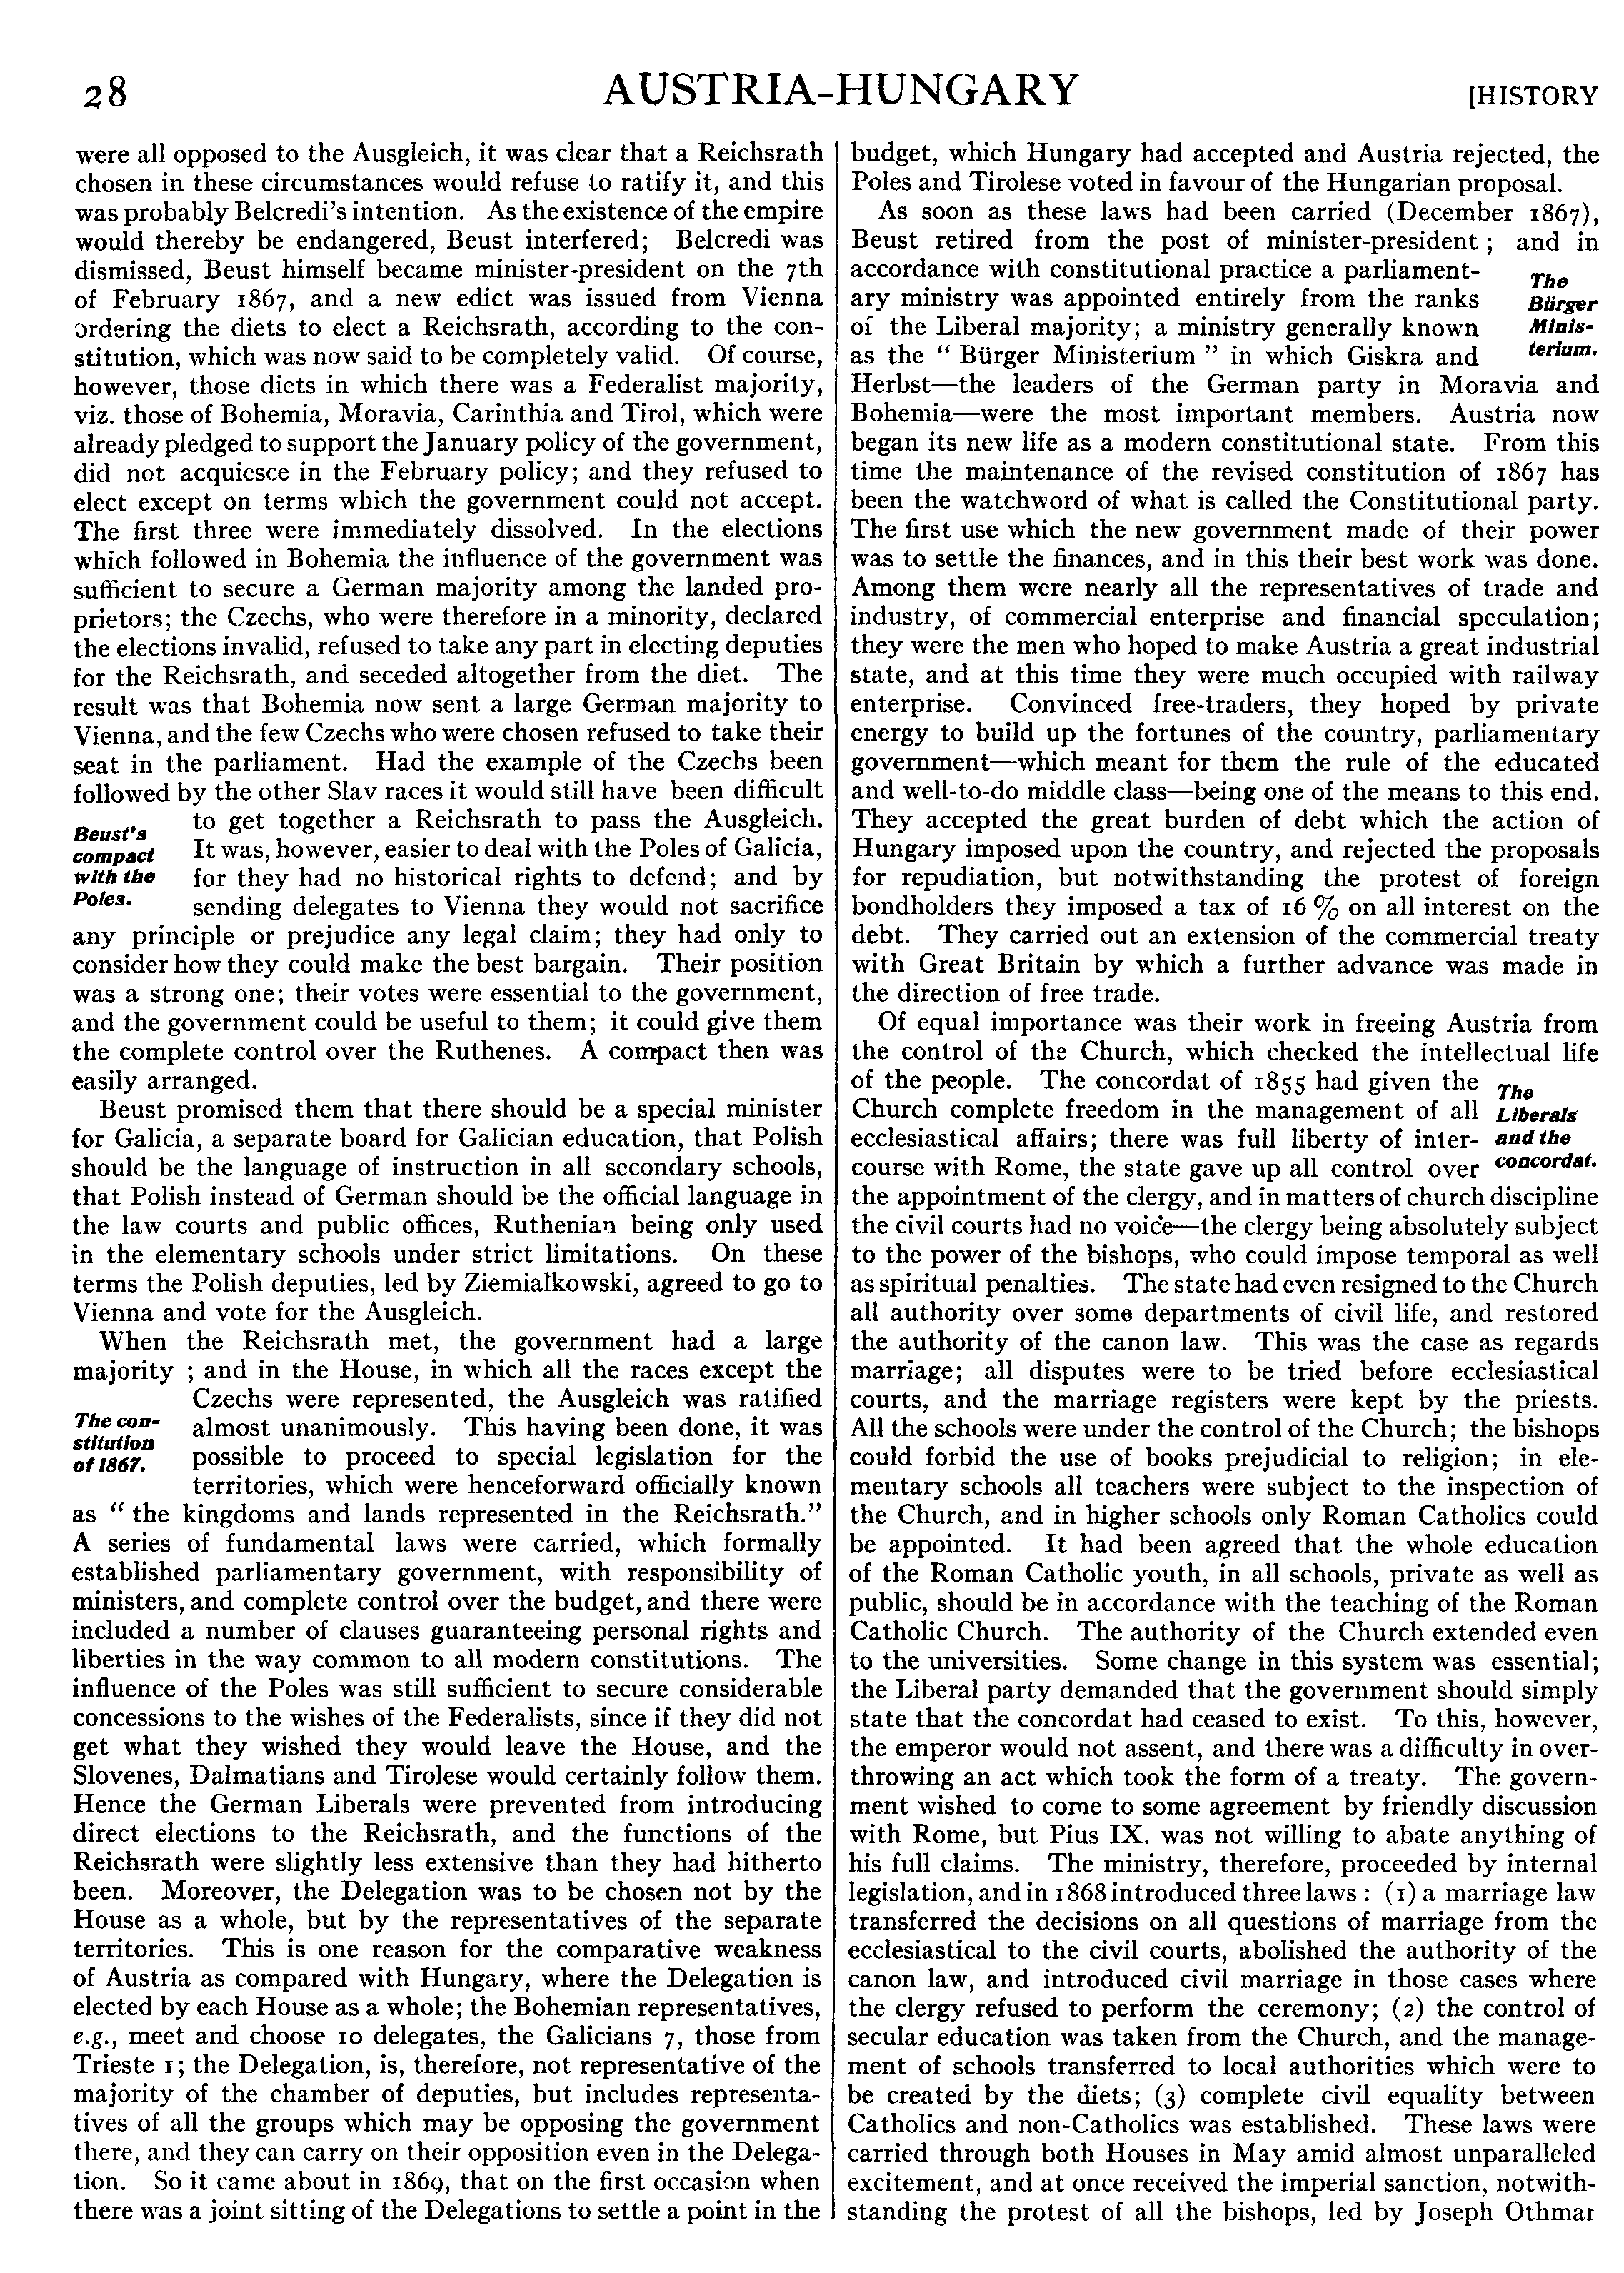 28
AUSTRIA-HUNGARY
[HISTORY
were all opposed to the Ausgleich, it was clear that a Reichsrath
chosen in these circumstances would refuse to ratify it, and this
was probably Belcredi's intention. As the existence of the empire
would thereby be endangered, Beust interfered; Belcredi was
dismissed, Beust himself became minister-president on the 7th
of February 1867, and a new edict was issued from Vienna
ordering the diets to elect a Reichsrath, according to the con-
stitution, which was now said to be completely valid. Of course,
however, those diets in which there was a Federalist majority,
viz. those of Bohemia, Moravia, Carinthia and Tirol, which were
already pledged to support the January policy of the government,
did not acquiesce in the February policy; and they refused to
elect except on terms which the government could not accept.
The first three were immediately dissolved. In the elections
which followed in Bohemia the influence of the government was
sufficient to secure a German majority among the landed pro-
prietors; the Czechs, who were therefore in a minority, declared
the elections invalid, refused to take any part in electing deputies
for the Reichsrath, and seceded altogether from the diet. The
result was that Bohemia now sent a large German majority to
Vienna, and the few Czechs who were chosen refused to take their
seat in the parliament. Had the example of the Czechs been
followed by the other Slav races it would still have been difficult
Beust's
compact
with the
Poles.
to get together a Reichsrath to pass the Ausgleich.
It was, however, easier to deal with the Poles of Galicia,
for they had no historical rights to defend; and by
sending delegates to Vienna they would not sacrifice
any principle or prejudice any legal claim; they had only to
consider how they could make the best bargain. Their position
was a strong one; their votes were essential to the government,
and the government could be useful to them; it could give them
the complete control over the Ruthenes. A compact then was
easily arranged.
Beust promised them that there should be a special minister
for Galicia, a separate board for Galician education, that Polish
should be the language of instruction in all secondary schools,
that Polish instead of German should be the official language in
the law courts and public offices, Ruthenian being only used
in the elementary schools under strict limitations. On these
terms the Polish deputies, led by Ziemialkowski, agreed to go to
Vienna and vote for the Ausgleich.
When the Reichsrath met, the government had a large
majority ; and in the House, in which all the races except the
The con-
stitution
of 1867.
Czechs were represented, the Ausgleich was ratified
almost unanimously. This having been done, it was
possible to proceed to special legislation for the
territories, which were henceforward officially known
as “ the kingdoms and lands represented in the Reichsrath.”
A series of fundamental laws were carried, which formally
established parliamentary government, with responsibility of
ministers, and complete control over the budget, and there were
included a number of clauses guaranteeing personal rights and
liberties in the way common to all modern constitutions. The
influence of the Poles was still sufficient to secure considerable
concessions to the wishes of the Federalists, since if they did not
get what they wished they would leave the House, and the
Slovenes, Dalmatians and Tirolese would certainly follow them.
Hence the German Liberals were prevented from introducing
direct elections to the Reichsrath, and the functions of the
Reichsrath were slightly less extensive than they had hitherto
been. Moreover, the Delegation was to be chosen not by the
House as a whole, but by the representatives of the separate
territories. This is one reason for the comparative weakness
of Austria as compared with Hungary, where the Delegation is
elected by each House as a whole; the Bohemian representatives,
e.g., meet and choose 10 delegates, the Galicians 7, those from
Trieste 1; the Delegation, is, therefore, not representative of the
majority of the chamber of deputies, but includes representa-
tives of all the groups which may be opposing the government
there, and they can carry on their opposition even in the Delega-
tion. So it came about in 1869, that on the first occasion when
there was a joint sitting of the Delegations to settle a point in the
budget, which Hungary had accepted and Austria rejected, the
Poles and Tirolese voted in favour of the Hungarian proposal.
As soon as these laws had been carried (December 1867),
Beust retired from the post of minister-president ; and in
The
Bürger
Minis-
terium.
accordance with constitutional practice a parliament-
ary ministry was appointed entirely from the ranks
of the Liberal majority; a ministry generally known
as the “ Bürger Ministerium ” in which Giskra and
Herbst—the leaders of the German party in Moravia and
Bohemia—were the most important members. Austria now
began its new life as a modern constitutional state. From this
time the maintenance of the revised constitution of 1867 has
been the watchword of what is called the Constitutional party.
The first use which the new government made of their power
was to settle the finances, and in this their best work was done.
Among them were nearly all the representatives of trade and
industry, of commercial enterprise and financial speculation;
they were the men who hoped to make Austria a great industrial
state, and at this time they were much occupied with railway
enterprise. Convinced free-traders, they hoped by private
energy to build up the fortunes of the country, parliamentary
government—which meant for them the rule of the educated
and well-to-do middle class—being one of the means to this end.
They accepted the great burden of debt which the action of
Hungary imposed upon the country, and rejected the proposals
for repudiation, but notwithstanding the protest of foreign
bondholders they imposed a tax of 16 % on all interest on the
debt. They carried out an extension of the commercial treaty
with Great Britain by which a further advance was made in
the direction of free trade.
Of equal importance was their work in freeing Austria from
the control of the Church, which checked the intellectual life
The
Liberals
and the
concordat.
of the people. The concordat of 1855 had given the
Church complete freedom in the management of all
ecclesiastical affairs; there was full liberty of inter-
course with Rome, the state gave up all control over
the appointment of the clergy, and in matters of church discipline
the civil courts had no voice—the clergy being absolutely subject
to the power of the bishops, who could impose temporal as well
as spiritual penalties. The state had even resigned to the Church
all authority over some departments of civil life, and restored
the authority of the canon law. This was the case as regards
marriage; all disputes were to be tried before ecclesiastical
courts, and the marriage registers were kept by the priests.
All the schools were under the control of the Church; the bishops
could forbid the use of books prejudicial to religion; in ele-
mentary schools all teachers were subject to the inspection of
the Church, and in higher schools only Roman Catholics could
be appointed. It had been agreed that the whole education
of the Roman Catholic youth, in all schools, private as well as
public, should be in accordance with the teaching of the Roman
Catholic Church. The authority of the Church extended even
to the universities. Some change in this system was essential;
the Liberal party demanded that the government should simply
state that the concordat had ceased to exist. To this, however,
the emperor would not assent, and there was a difficulty in over-
throwing an act which took the form of a treaty. The govern-
ment wished to come to some agreement by friendly discussion
with Rome, but Pius IX. was not willing to abate anything of
his full claims. The ministry, therefore, proceeded by internal
legislation, and in 1868 introduced three laws : (1) a marriage law
transferred the decisions on all questions of marriage from the
ecclesiastical to the civil courts, abolished the authority of the
canon law, and introduced civil marriage in those cases where
the clergy refused to perform the ceremony; (2) the control of
secular education was taken from the Church, and the manage-
ment of schools transferred to local authorities which were to
be created by the diets; (3) complete civil equality between
Catholics and non-Catholics was established. These laws were
carried through both Houses in May amid almost unparalleled
excitement, and at once received the imperial sanction, notwith-
standing the protest of all the bishops, led by Joseph Othmar